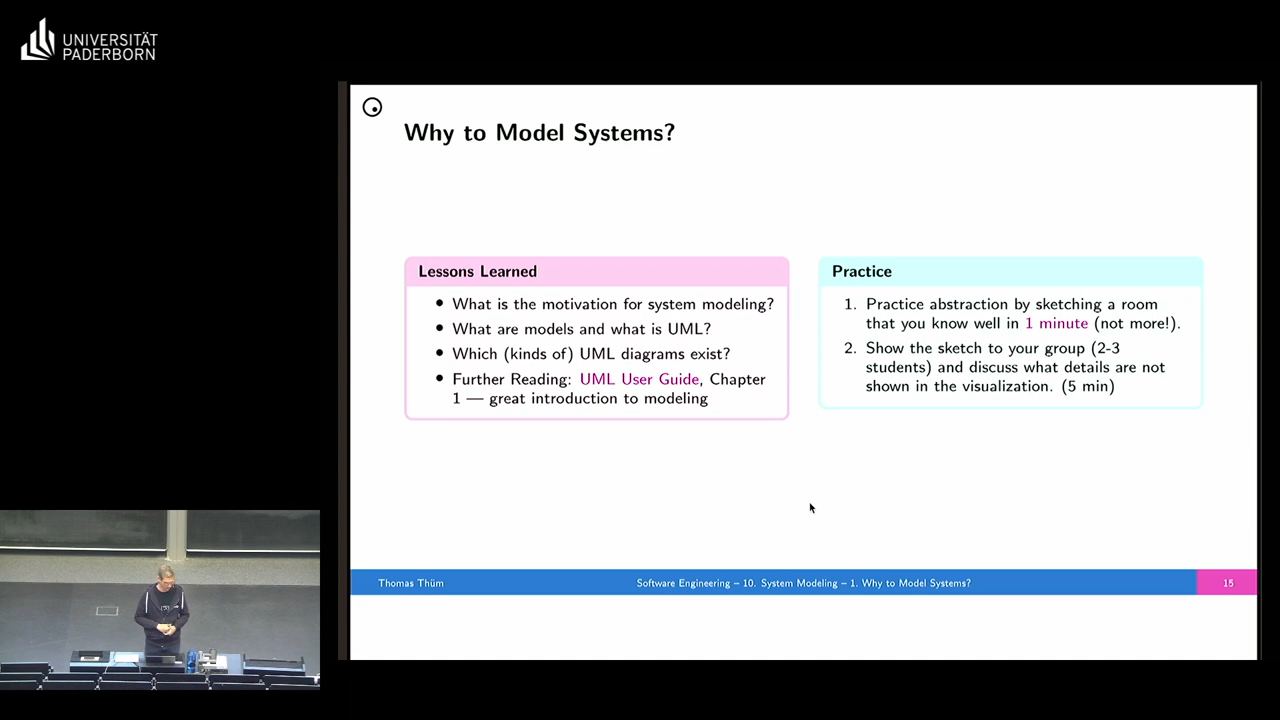 UNIVERSITÄT
PADERBORN
Why to Model Systems?
Lessons Learned
• What is the motivation for system modeling?
• What are models and what is UML?
• Which (kinds of) UML diagrams exist?
• Further Reading: UML User Guide, Chapter
1 — great introduction to modeling
Practice
1. Practice abstraction by sketching a room
that you know well in 1 minute (not more!).
2. Show the sketch to your group (2-3
students) and discuss what details are not
shown in the visualization. (5 min)
Thomas Thüm
Software Engineering – 10. System Modeling – 1. Why to Model Systems?
15